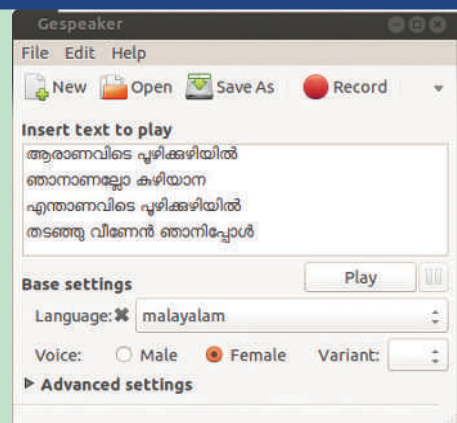 Gespeaker
File Edit Help
New Open Save As Record
Insert text to play
ആരാണവിടെ പൂഴിക്കുഴിയിൽ
ഞാനാണല്ലോ കുഴിയാന
എന്താണവിടെ പൂഴിക്കുഴിയിൽ
തടഞ്ഞു വീണേൻ ഞാനിപ്പോൾ
Play
Base settings
Language: malayalam
Voice: Male Female Variant:
Advanced settings